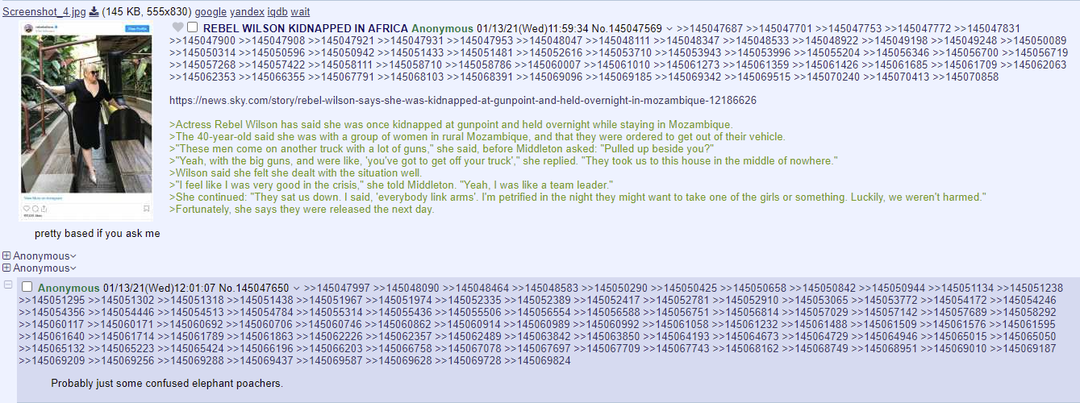 Screenshot_4.jpg (145 KB, 555x830) google yandex iqdb wait
View Profile
View More on Instagram
REBEL WILSON KIDNAPPED IN AFRICA Anonymous 01/13/21(Wed)11:59:34 No.145047569 >>145047687 >>145047701 >>145047753 >>145047772 >>145047831
>>145047900 >>145047908 >>145047921 >>145047931 >>145047953 >>145048047 >>145048111 >>145048347 >>145048533 >>145048922 >>145049198 >>145049248 >>145050089
>>145050314 >>145050596 >>145050942 >>145051433 >>145051481 >>145052616 >>145053710 >>145053943 >>145053996 >>145055204 >>145056346 >>145056700 >>145056719
>>145057268 >>145057422 >>145058111 >>145058710 >>145058786 >>145060007 >>145061010 >>145061273 >>145061359 >>145061426 >>145061685 >>145061709 >>145062063
>>145062353 >>145066355 >>145067791 >>145068103 >>145068391 >>145069096 >>145069185 >>145069342 >>145069515 >>145070240 >>145070413 >>145070858
https://news.sky.com/story/rebel-wilson-says-she-was-kidnapped-at-gunpoint-and-held-overnight-in-mozambique-12186626
>Actress Rebel Wilson has said she was once kidnapped at gunpoint and held overnight while staying in Mozambique.
>The 40-year-old said she was with a group of women in rural Mozambique, and that they were ordered to get out of their vehicle.
>"These men come on another truck with a lot of guns," she said, before Middleton asked: "Pulled up beside you?"
>"Yeah, with the big guns, and were like, 'you've got to get off your truck'," she replied. "They took us to this house in the middle of nowhere."
>Wilson said she felt she dealt with the situation well.
>"I feel like I was very good in the crisis," she told Middleton. "Yeah, I was like a team leader."
>She continued: "They sat us down. I said, 'everybody link arms'. I'm petrified in the night they might want to take one of the girls or something. Luckily, we weren't harmed."
>Fortunately, she says they were released the next day.
pretty based if you ask me
Anonymous
Anonymous
Anonymous 01/13/21(Wed)12:01:07 No.145047650 >>145047997 >>145048090 >>145048464 >>145048583 >>145050290 >>145050425 >>145050658 >>145050842 >>145050944 >>145051134 >>145051238
>>145051295 >>145051302 >>145051318 >>145051438 >>145051967 >>145051974 >>145052335 >>145052389 >>145052417 >>145052781 >>145052910 >>145053065 >>145053772 >>145054172 >>145054246
>>145054356 >>145054446 >>145054513 >>145054784 >>145055314 >>145055436 >>145055506 >>145056554 >>145056588 >>145056751 >>145056814 >>145057029 >>145057142 >>145057689 >>145058292
>>145060117 >>145060171 >>145060692 >>145060706 >>145060746 >>145060862 >>145060914 >>145060989 >>145060992 >>145061058 >>145061232 >>145061488 >>145061509 >>145061576 >>145061595
>>145061640 >>145061714 >>145061789 >>145061863 >>145062226 >>145062357 >>145062489 >>145063842 >>145063850 >>145064193 >>145064673 >>145064729 >>145064946 >>145065015 >>145065050
>>145065132 >>145065223 >>145065424 >>145066196 >>145066203 >>145066758 >>145067078 >>145067697 >>145067709 >>145067743 >>145068162 >>145068749 >>145068951 >>145069010 >>145069187
>>145069209 >>145069256 >>145069288 >>145069437 >>145069587 >>145069628 >>145069728 >>145069824
Probably just some confused elephant poachers.